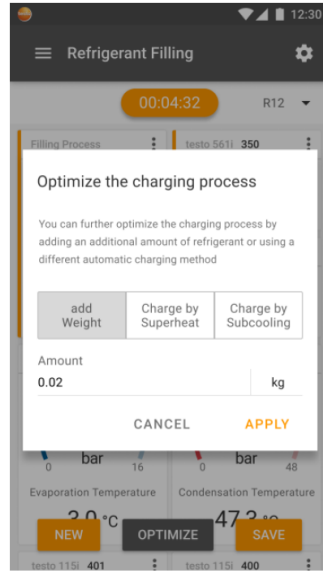 12:30
Refrigerant Filling
00:04:32
R12
Filling Process
testo 561i 350
Optimize the charging process
You can further optimize the charging process by
adding an additional amount of refrigerant or using a
different automatic charging method
add
Weight
Charge by
Superheat
Charge by
Subcooling
Amount
0.02
kg
CANCEL
APPLY
bar
0
16
bar
0
48
Evaporation Temperature
Condensation Temperature
°C
47.3
NEW
OPTIMIZE
SAVE
testo 115i 401
testo 115i 400